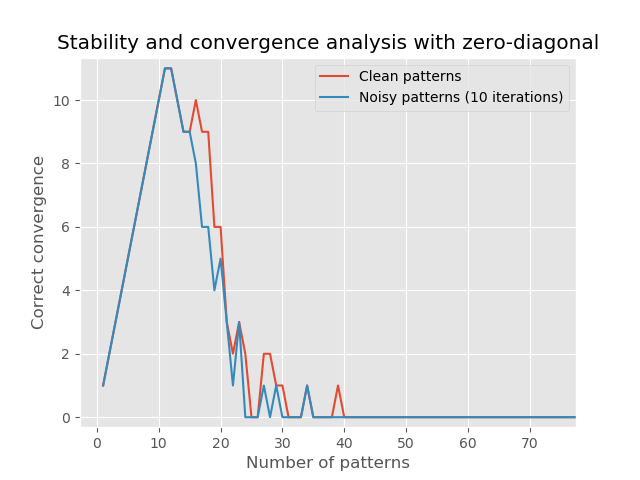 Stability and convergence analysis with zero-diagonal
Clean patterns
Noisy patterns (10 iterations)
Correct convergence
10
8
6
4
2
0
0 10 20 30 40 50 60 70
Number of patterns